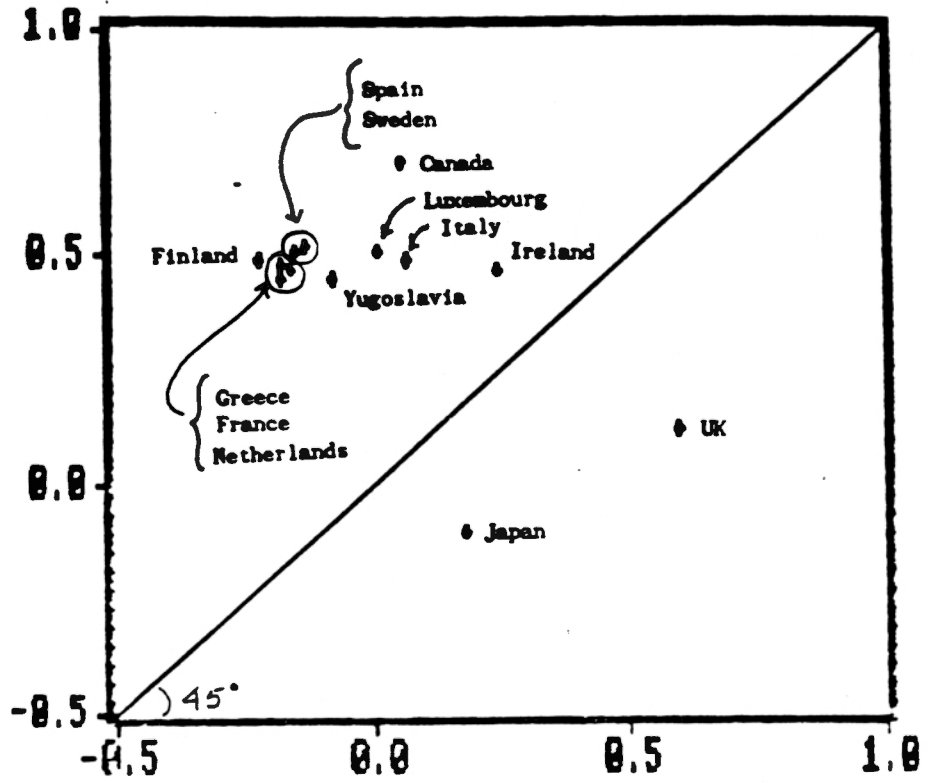 1.0
Spain
Sweden
Canada
Luxembourg
Italy
0.5
Finland
Ireland
Yugoslavia
Greece
France
Netherlands
UK
0.0
Japan
45°
-0.5
-0.5
0.0
0.5
1.0